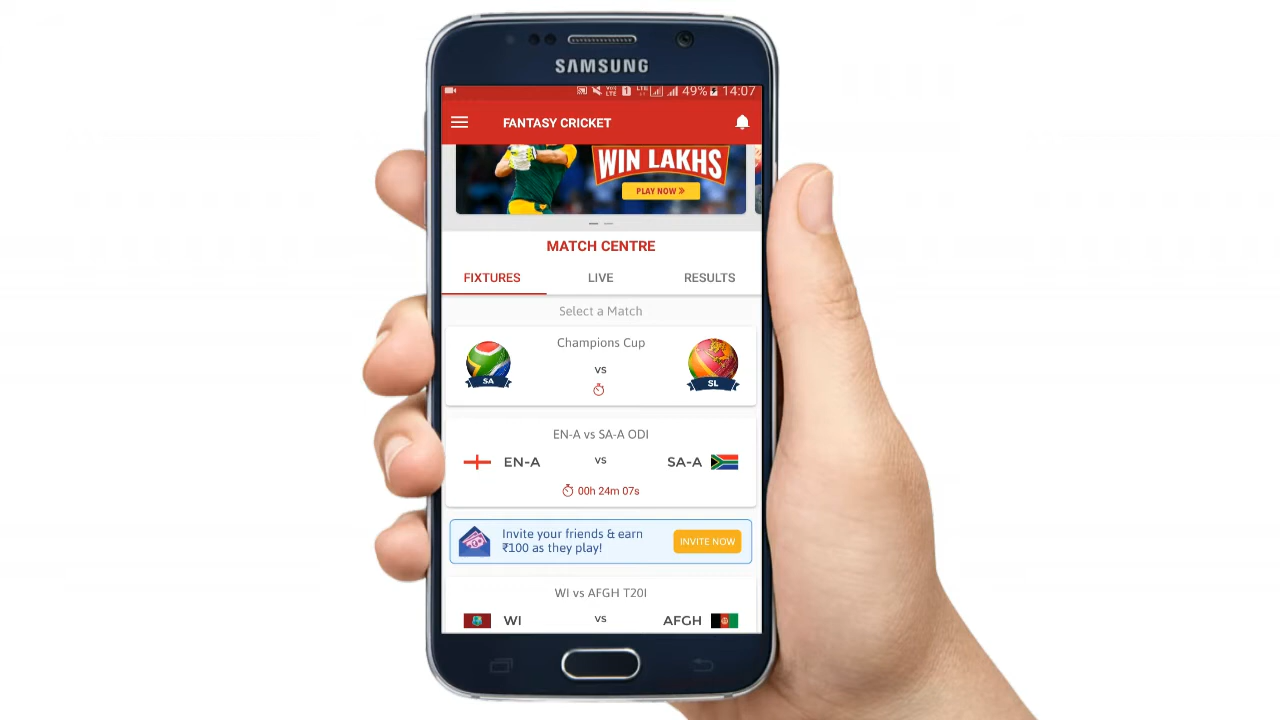 SAMSUNG
49% 14:07
FANTASY CRICKET
WIN LAKHS
PLAY NOW
MATCH CENTRE
FIXTURES LIVE RESULTS
Select a Match
Champions Cup
SA vs SL
EN-A vs SA-A ODI
EN-A vs SA-A
00h 24m 07s
Invite your friends & earn
₹100 as they play!
INVITE NOW
WI vs AFGH T20I
WI vs AFGH